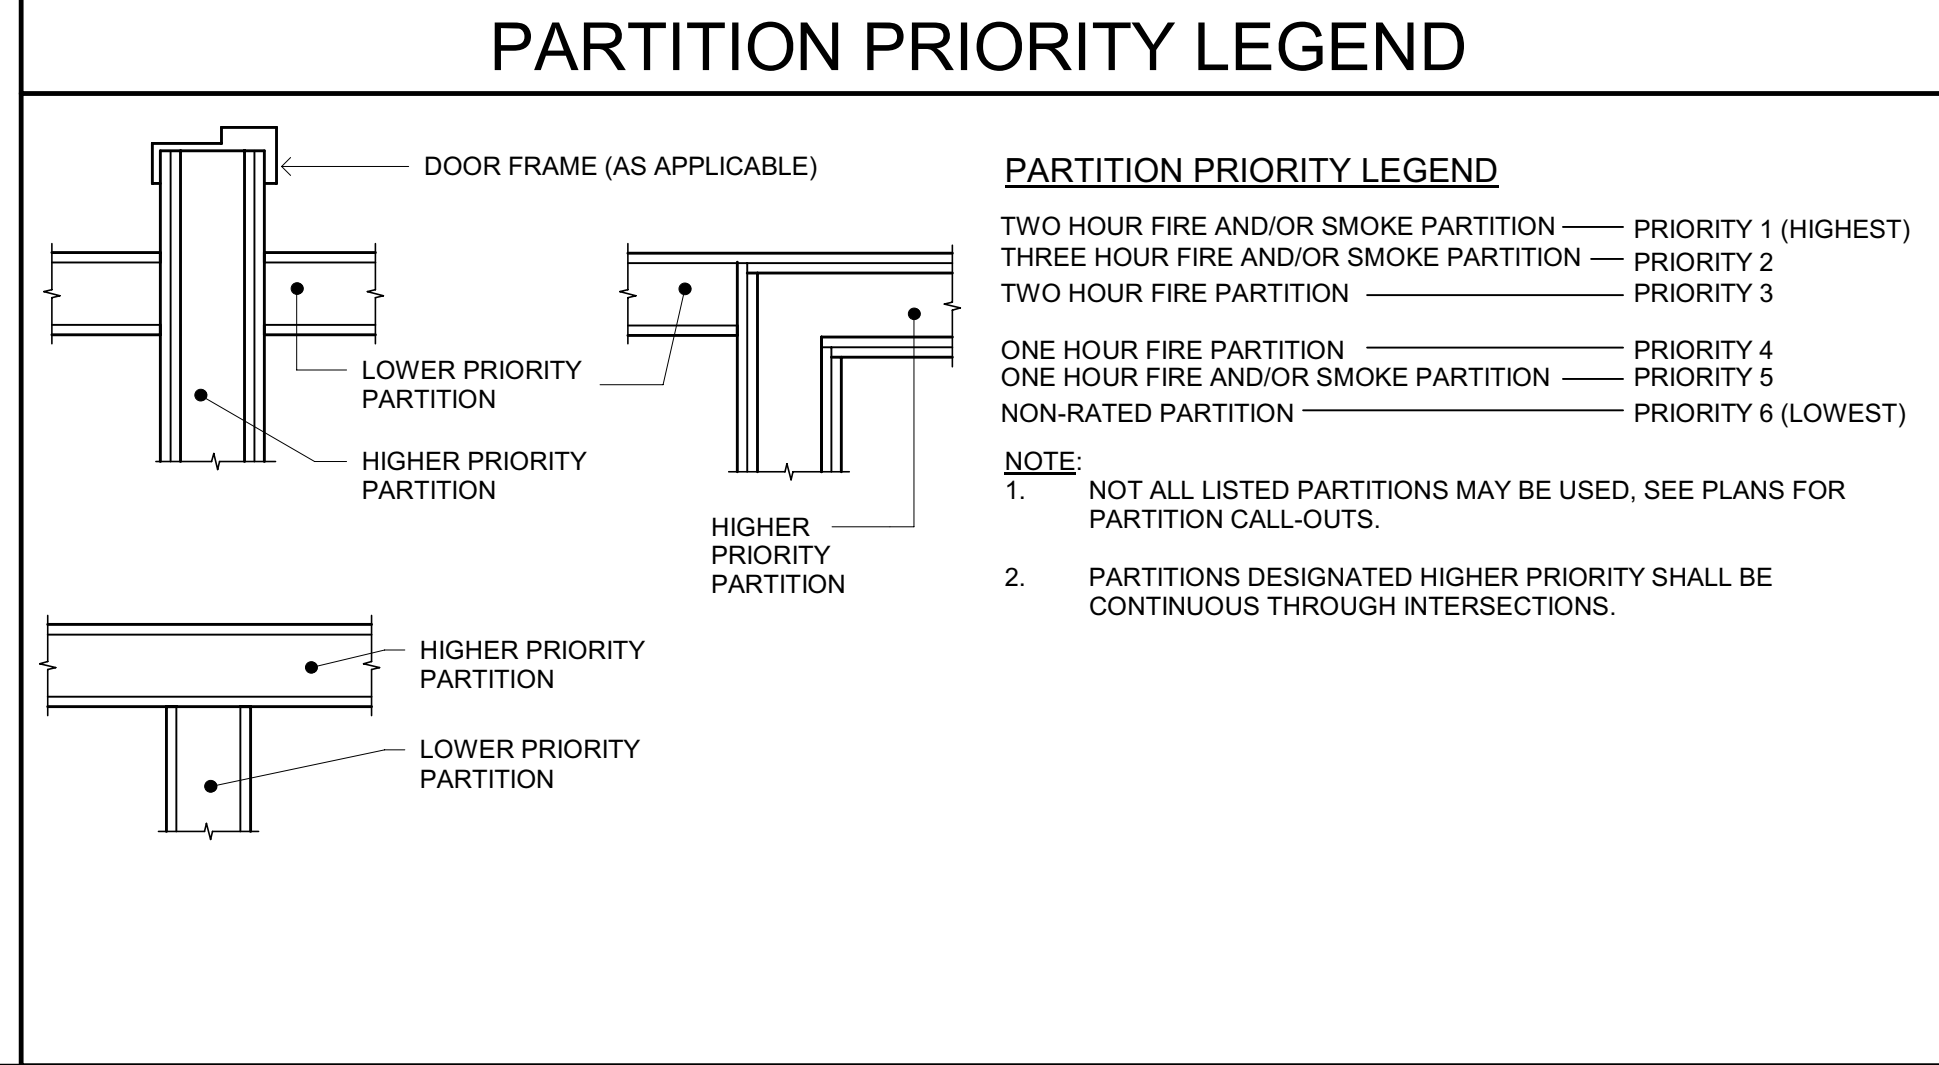 PARTITION PRIORITY LEGEND
DOOR FRAME (AS APPLICABLE)
LOWER PRIORITY
PARTITION
HIGHER PRIORITY
PARTITION
HIGHER
PRIORITY
PARTITION
HIGHER PRIORITY
PARTITION
LOWER PRIORITY
PARTITION
PARTITION PRIORITY LEGEND
TWO HOUR FIRE AND/OR SMOKE PARTITION PRIORITY 1 (HIGHEST)
THREE HOUR FIRE AND/OR SMOKE PARTITION PRIORITY 2
TWO HOUR FIRE PARTITION PRIORITY 3
ONE HOUR FIRE PARTITION PRIORITY 4
ONE HOUR FIRE AND/OR SMOKE PARTITION PRIORITY 5
NON-RATED PARTITION PRIORITY 6 (LOWEST)
NOTE:
1. NOT ALL LISTED PARTITIONS MAY BE USED, SEE PLANS FOR
PARTITION CALL-OUTS.
2. PARTITIONS DESIGNATED HIGHER PRIORITY SHALL BE
CONTINUOUS THROUGH INTERSECTIONS.